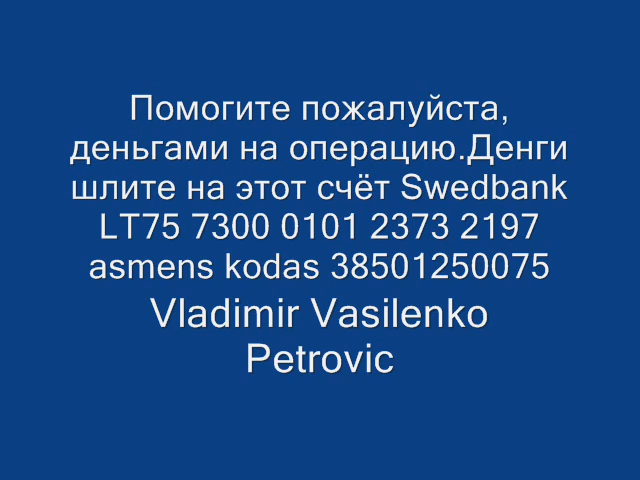 Помогите пожалуйста,
деньгами на операцию.Денги
шлите на этот счёт Swedbank
LT75 7300 0101 2373 2197
asmens kodas 38501250075
Vladimir Vasilenko
Petrovic